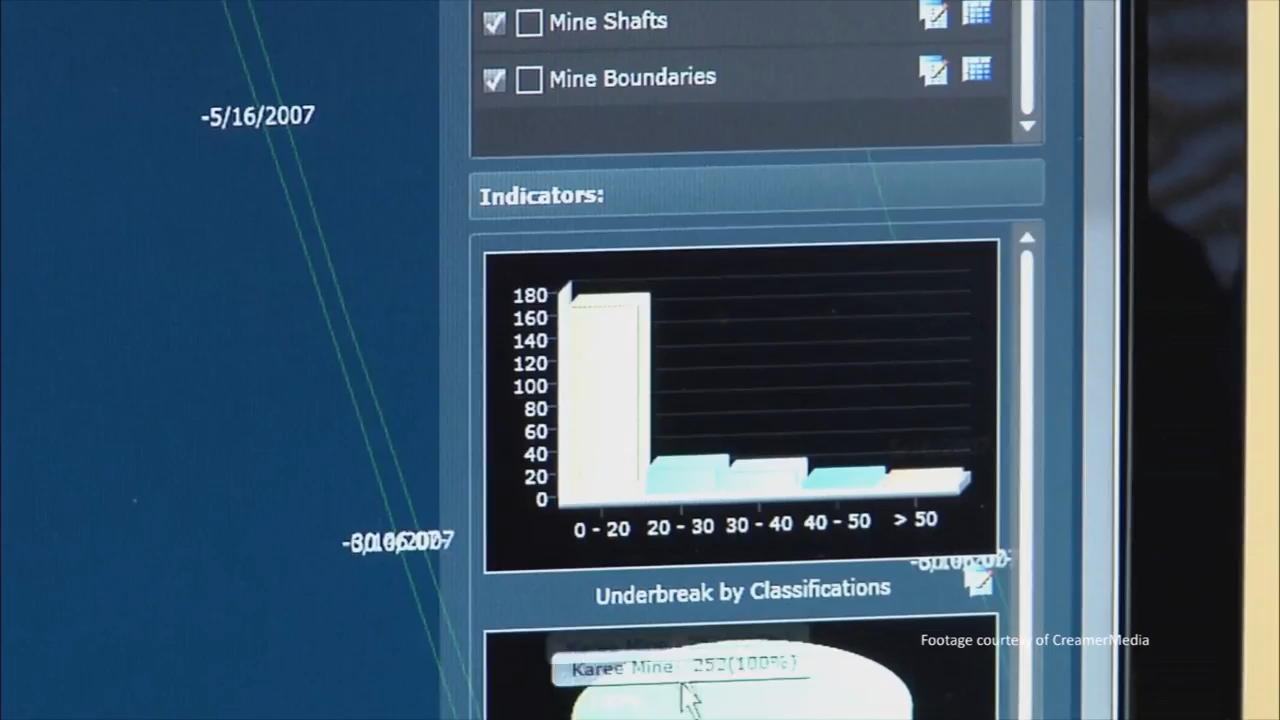 Mine Shafts
Mine Boundaries
-5/16/2007
Indicators:
180
160
140
120
100
80
60
40
20
0
0 - 20 20 - 30 30 - 40 40 - 50 > 50
Underbreak by Classifications
Footage courtesy of CreamerMedia
Karee Mine 252(100%)